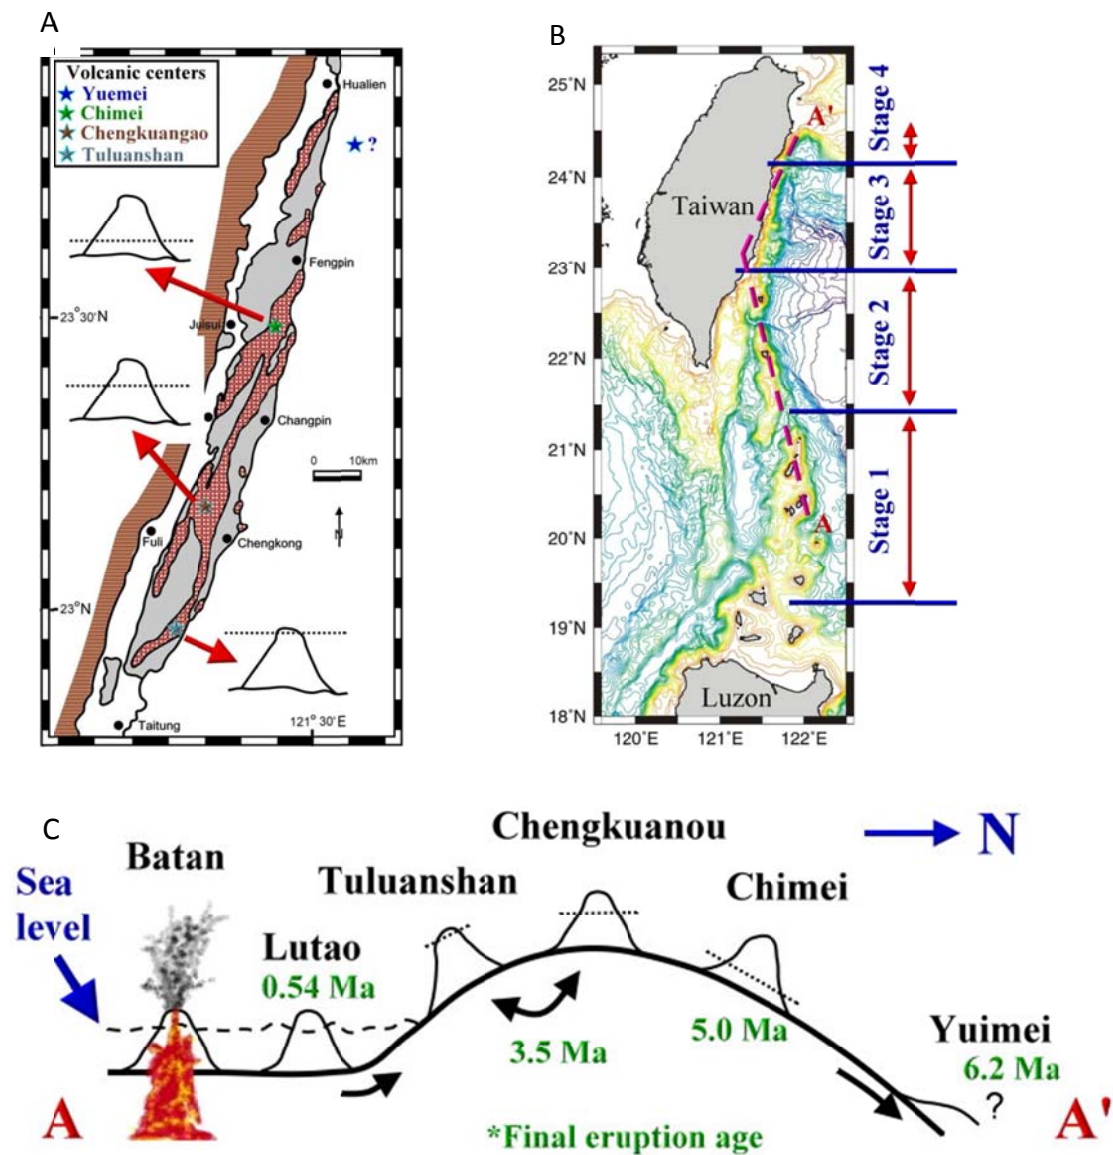 A
Volcanic centers
Yuemei
Chimei
Chengkuangao
Tuluanshan
Hualien
?
Fengpin
23°30'N
Juisui
Changpin
0 10km
N
Fuli
Chengkong
23°N
121°30'E
Taitung
B
25°N
24°N
23°N
22°N
21°N
20°N
19°N
18°N
120°E 121°E 122°E
A'
Taiwan
A
Luzon
Stage 4
Stage 3
Stage 2
Stage 1
C
Chengkuanou
N
Batan
Tuluanshan
Chimei
Sea
level
Lutao
0.54 Ma
3.5 Ma
5.0 Ma
Yuimei
6.2 Ma
?
A
A'
*Final eruption age